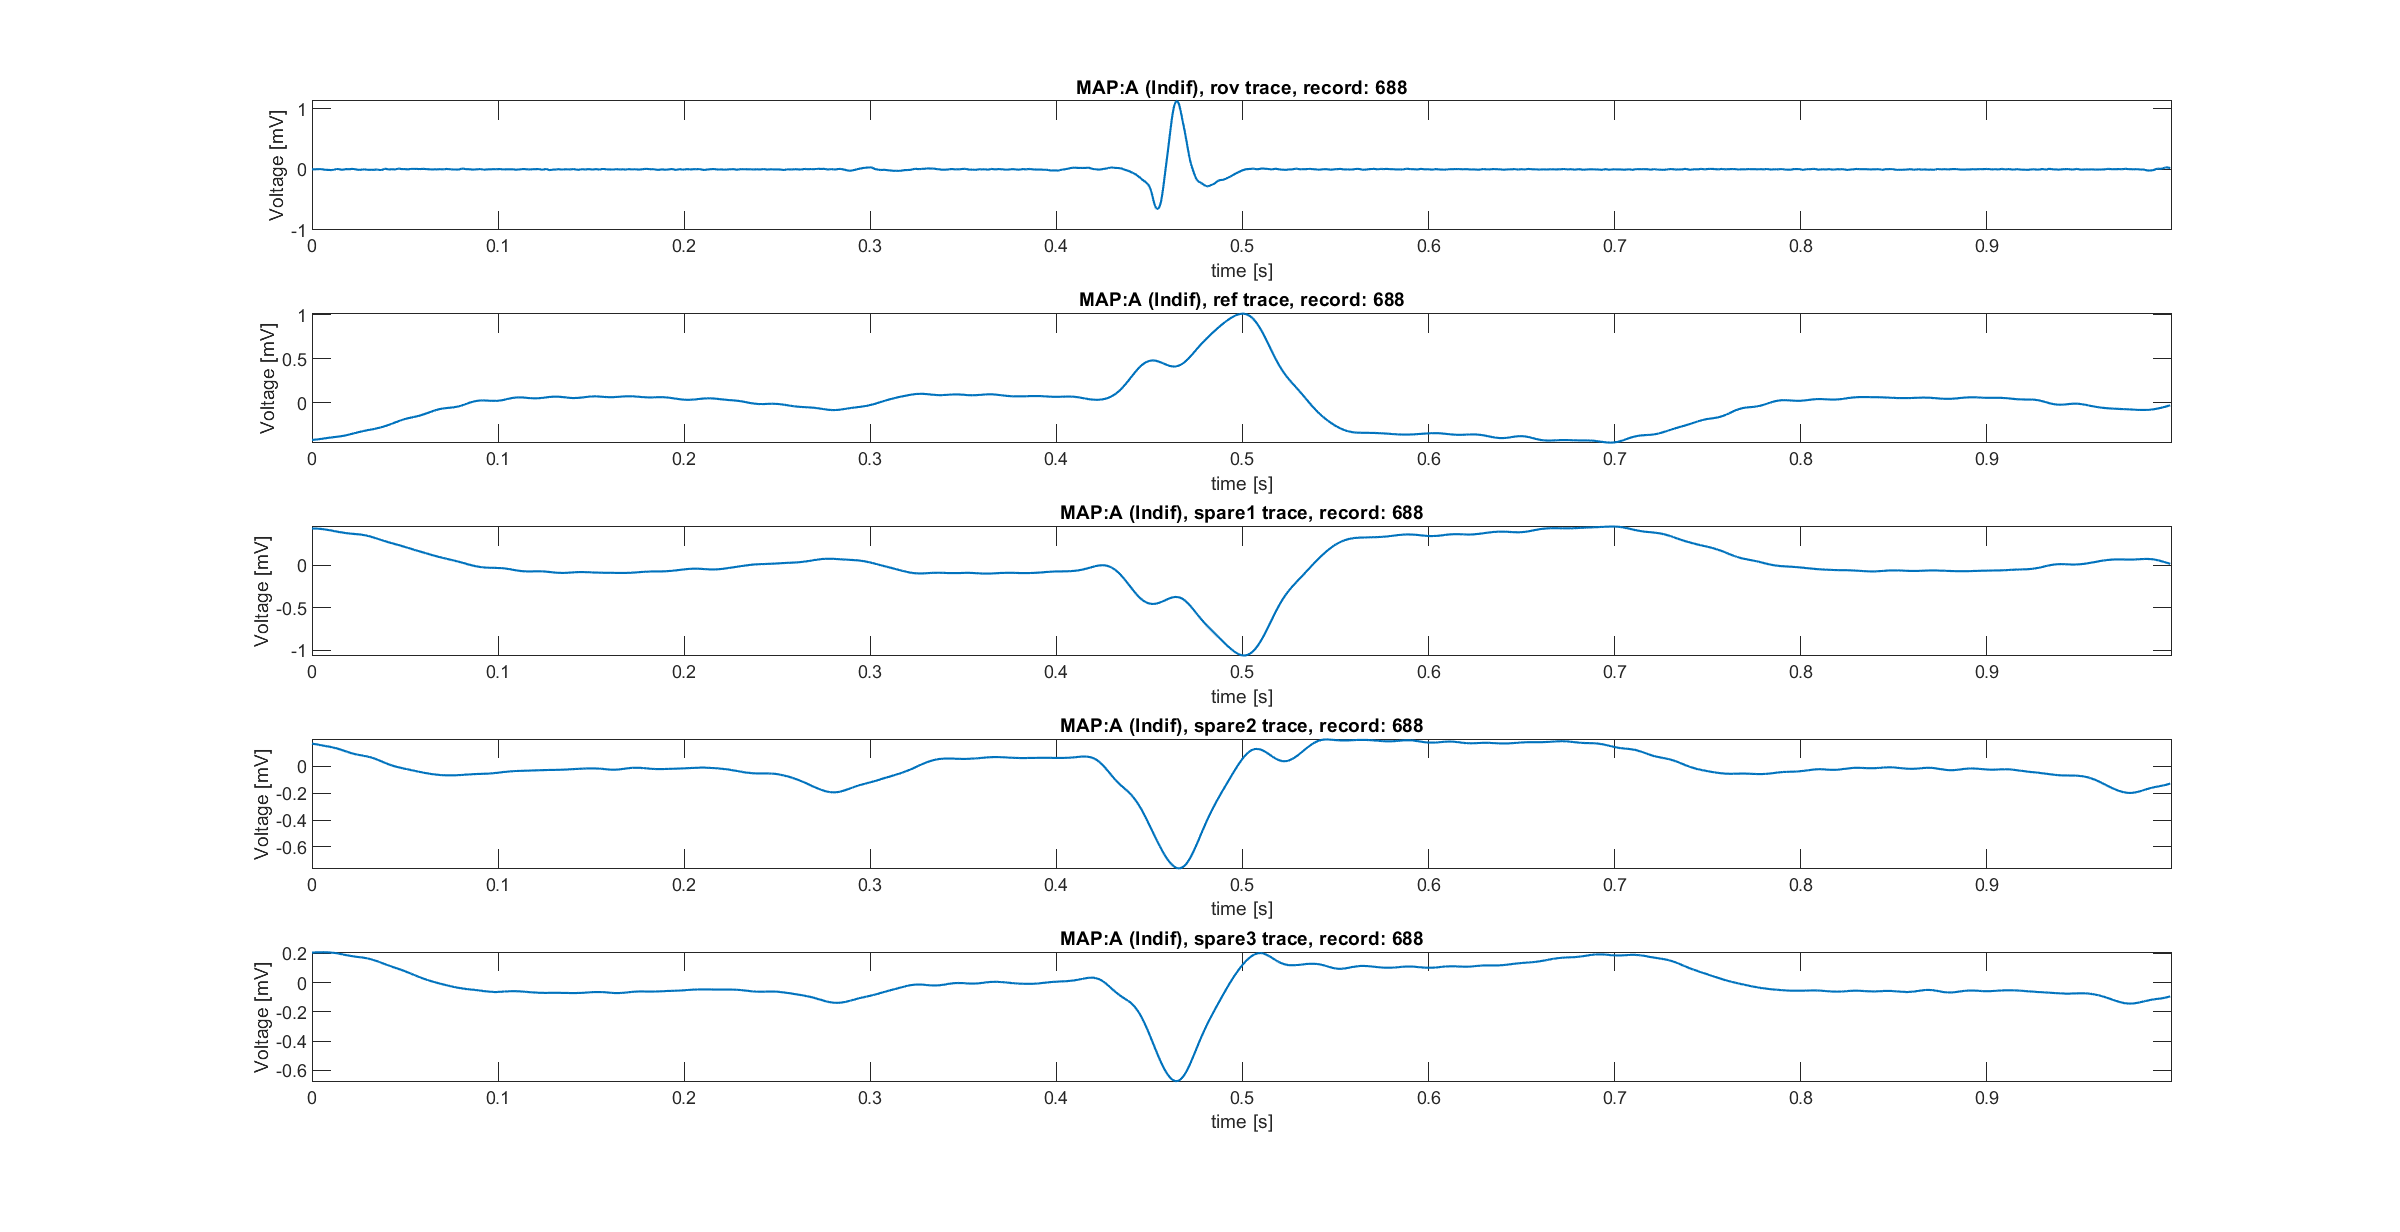 MAP:A (Indif), rov trace, record: 688
Voltage [mV]
1
0
-1
0 0.1 0.2 0.3 0.4 0.5 0.6 0.7 0.8 0.9
time [s]
MAP:A (Indif), ref trace, record: 688
Voltage [mV]
1
0.5
0
0 0.1 0.2 0.3 0.4 0.5 0.6 0.7 0.8 0.9
time [s]
MAP:A (Indif), spare1 trace, record: 688
Voltage [mV]
0
-0.5
-1
0 0.1 0.2 0.3 0.4 0.5 0.6 0.7 0.8 0.9
time [s]
MAP:A (Indif), spare2 trace, record: 688
Voltage [mV]
0
-0.2
-0.4
-0.6
0 0.1 0.2 0.3 0.4 0.5 0.6 0.7 0.8 0.9
time [s]
MAP:A (Indif), spare3 trace, record: 688
Voltage [mV]
0.2
0
-0.2
-0.4
-0.6
0 0.1 0.2 0.3 0.4 0.5 0.6 0.7 0.8 0.9
time [s]